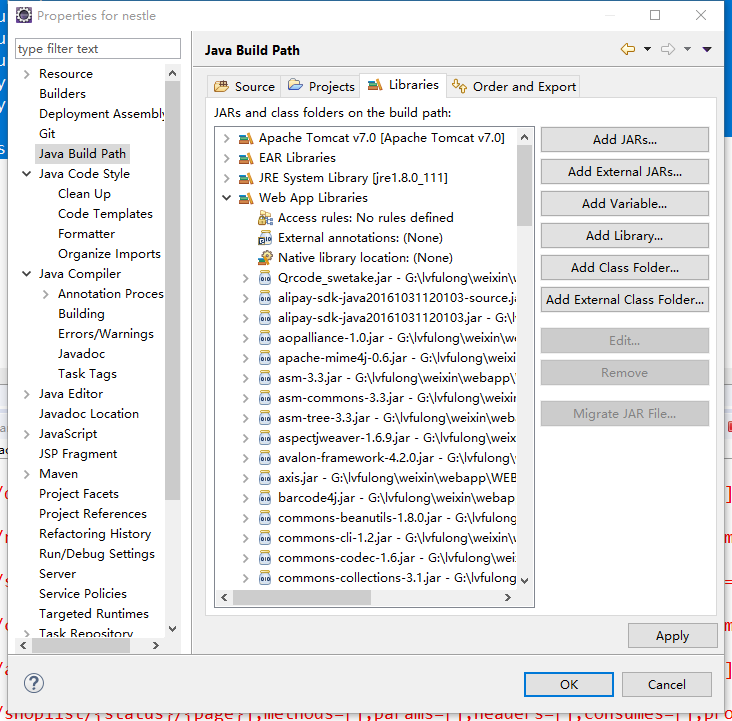 Properties for nestle
type filter text
Resource
Builders
Deployment Assembly
Git
Java Build Path
Java Code Style
Clean Up
Code Templates
Formatter
Organize Imports
Java Compiler
Annotation Proces
Building
Errors/Warnings
Javadoc
Task Tags
Java Editor
Javadoc Location
JavaScript
JSP Fragment
Maven
Project Facets
Project References
Refactoring History
Run/Debug Settings
Server
Service Policies
Targeted Runtimes
Task Repository
Java Build Path
Source Projects Libraries Order and Export
JARs and class folders on the build path:
Apache Tomcat v7.0 [Apache Tomcat v7.0]
EAR Libraries
JRE System Library [jre1.8.0_111]
Web App Libraries
Access rules: No rules defined
External annotations: (None)
Native library location: (None)
Qrcode_swetake.jar - G:\lvfulong\weixin\w
alipay-sdk-java20161031120103-source.ja
alipay-sdk-java20161031120103.jar - G:\l
aopalliance-1.0.jar - G:\lvfulong\weixin\w
apache-mime4j-0.6.jar - G:\lvfulong\weix
asm-3.3.jar - G:\lvfulong\weixin\webapp\
asm-commons-3.3.jar - G:\lvfulong\weixi
asm-tree-3.3.jar - G:\lvfulong\weixin\web
aspectjweaver-1.6.9.jar - G:\lvfulong\wei
avalon-framework-4.2.0.jar - G:\lvfulong\
axis.jar - G:\lvfulong\weixin\webapp\WEB
barcode4j.jar - G:\lvfulong\weixin\webap
commons-beanutils-1.8.0.jar - G:\lvfulon
commons-cli-1.2.jar - G:\lvfulong\weixin\
commons-codec-1.6.jar - G:\lvfulong\wei
commons-collections-3.1.jar - G:\lvfulong
Add JARs...
Add External JARs...
Add Variable...
Add Library...
Add Class Folder...
Add External Class Folder...
Edit...
Remove
Migrate JAR File...
Apply
OK
Cancel
/shoplist/{status}/{page}],methods=[],params=[],headers=[],consumes=[],pro